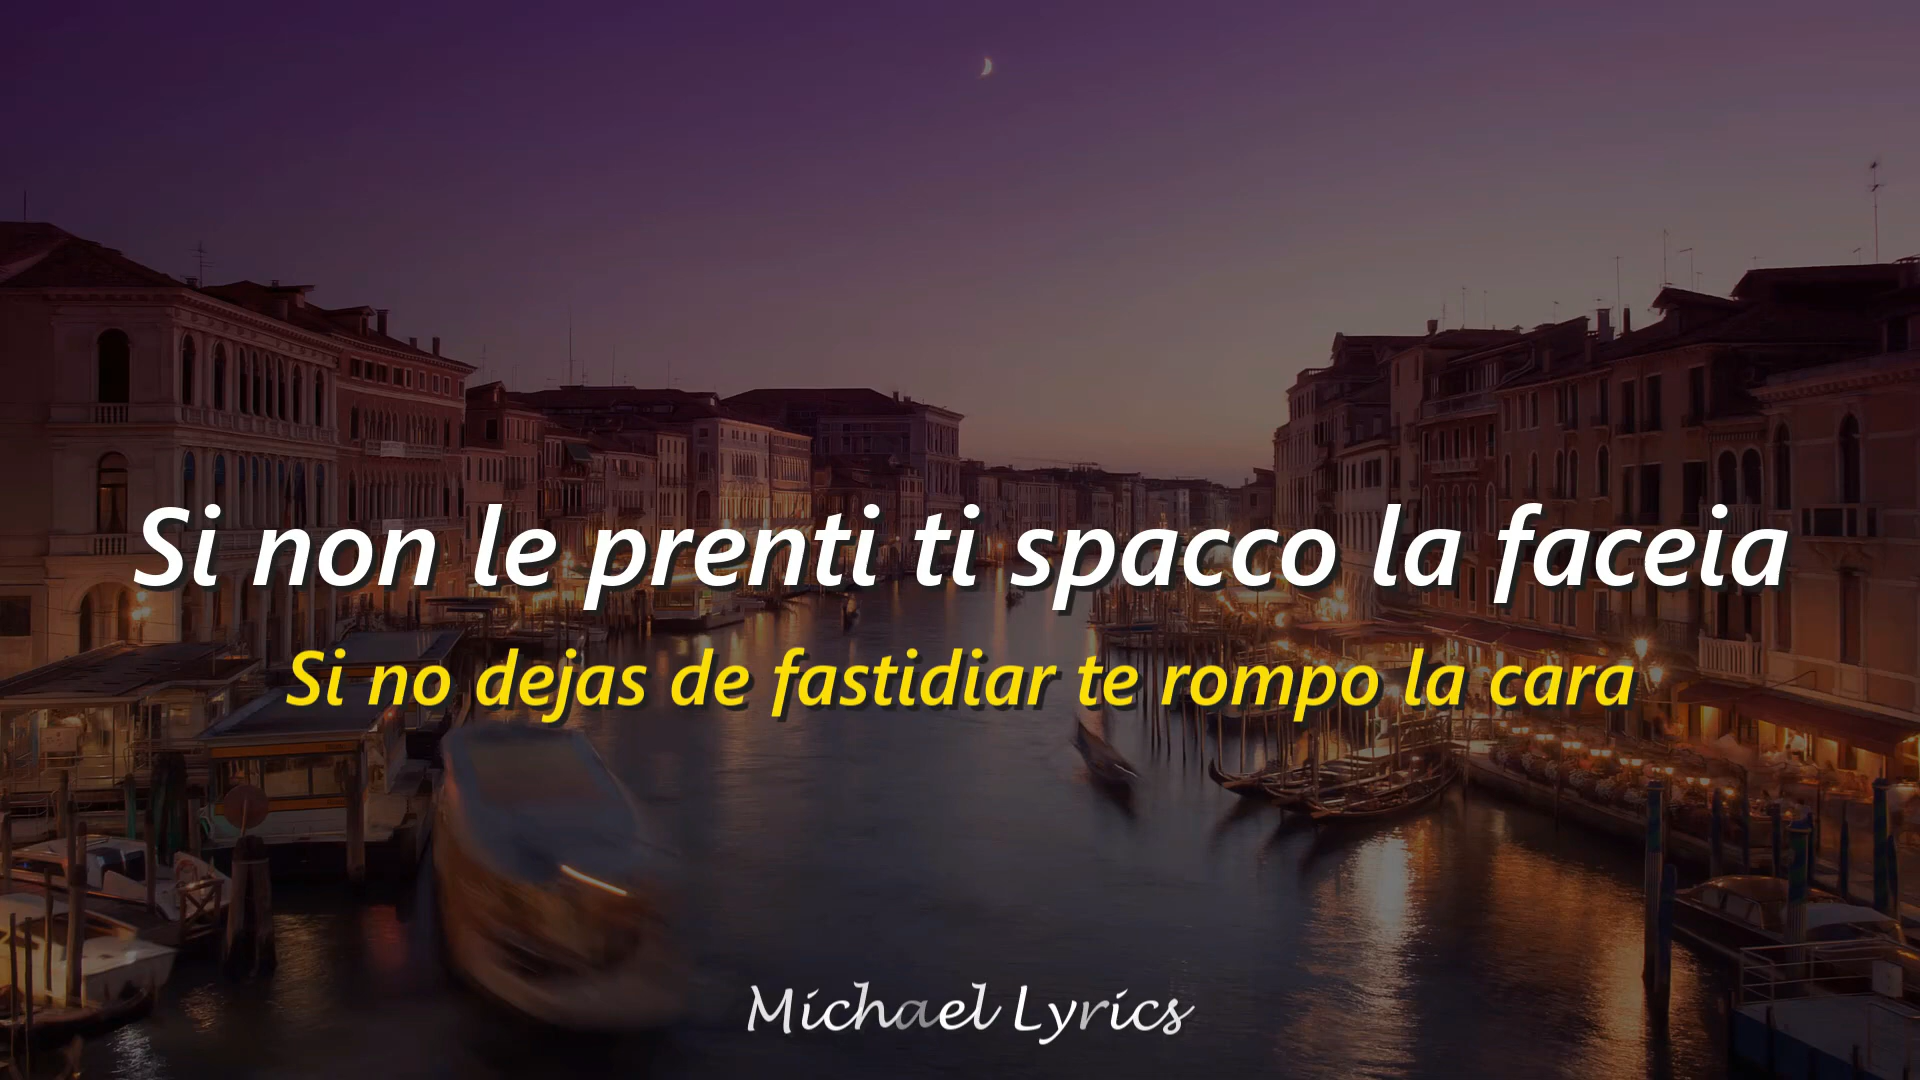 Si non le prenti ti spacco la faceia
Si no dejas de fastidiar te rompo la cara
Michael Lyrics